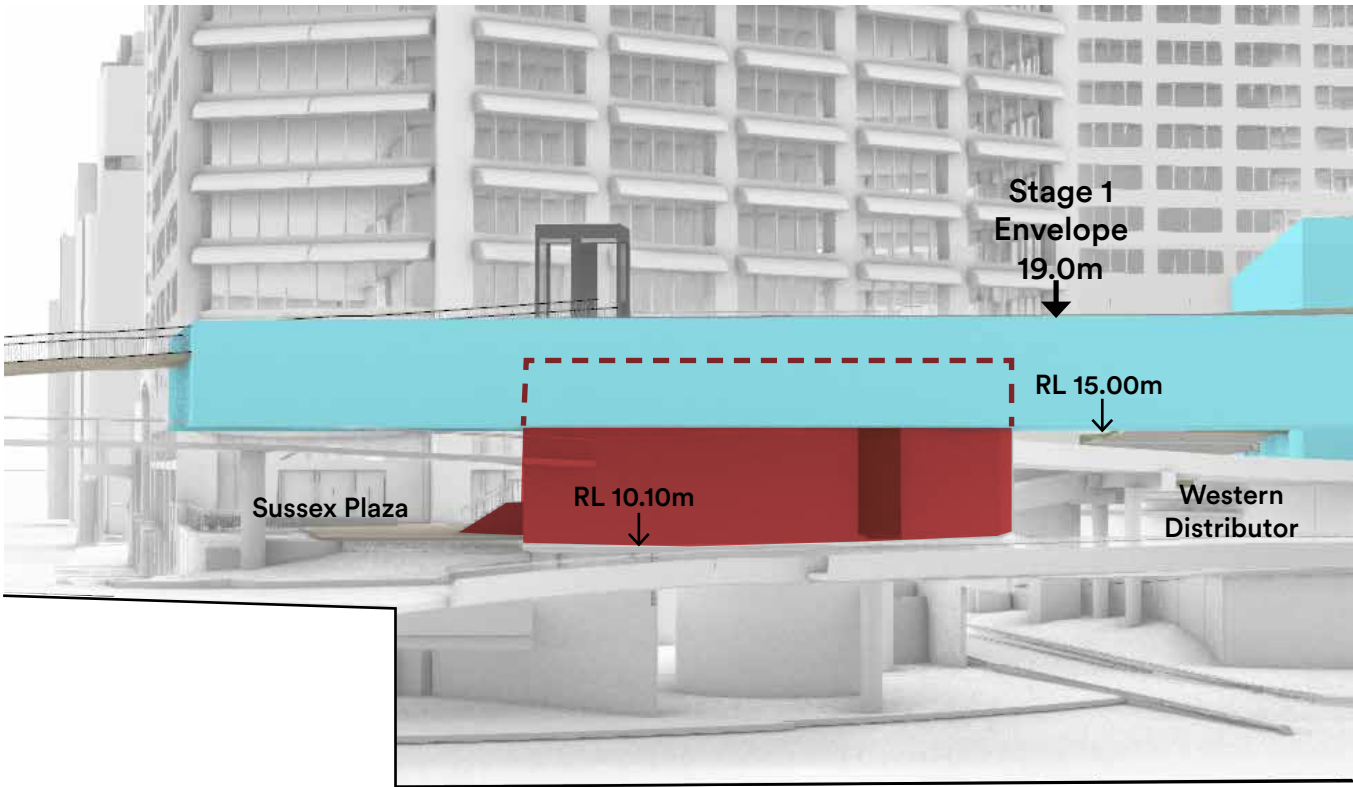 Stage 1
Envelope
19.0m
RL 15.00m
RL 10.10m
Sussex Plaza
Western
Distributor